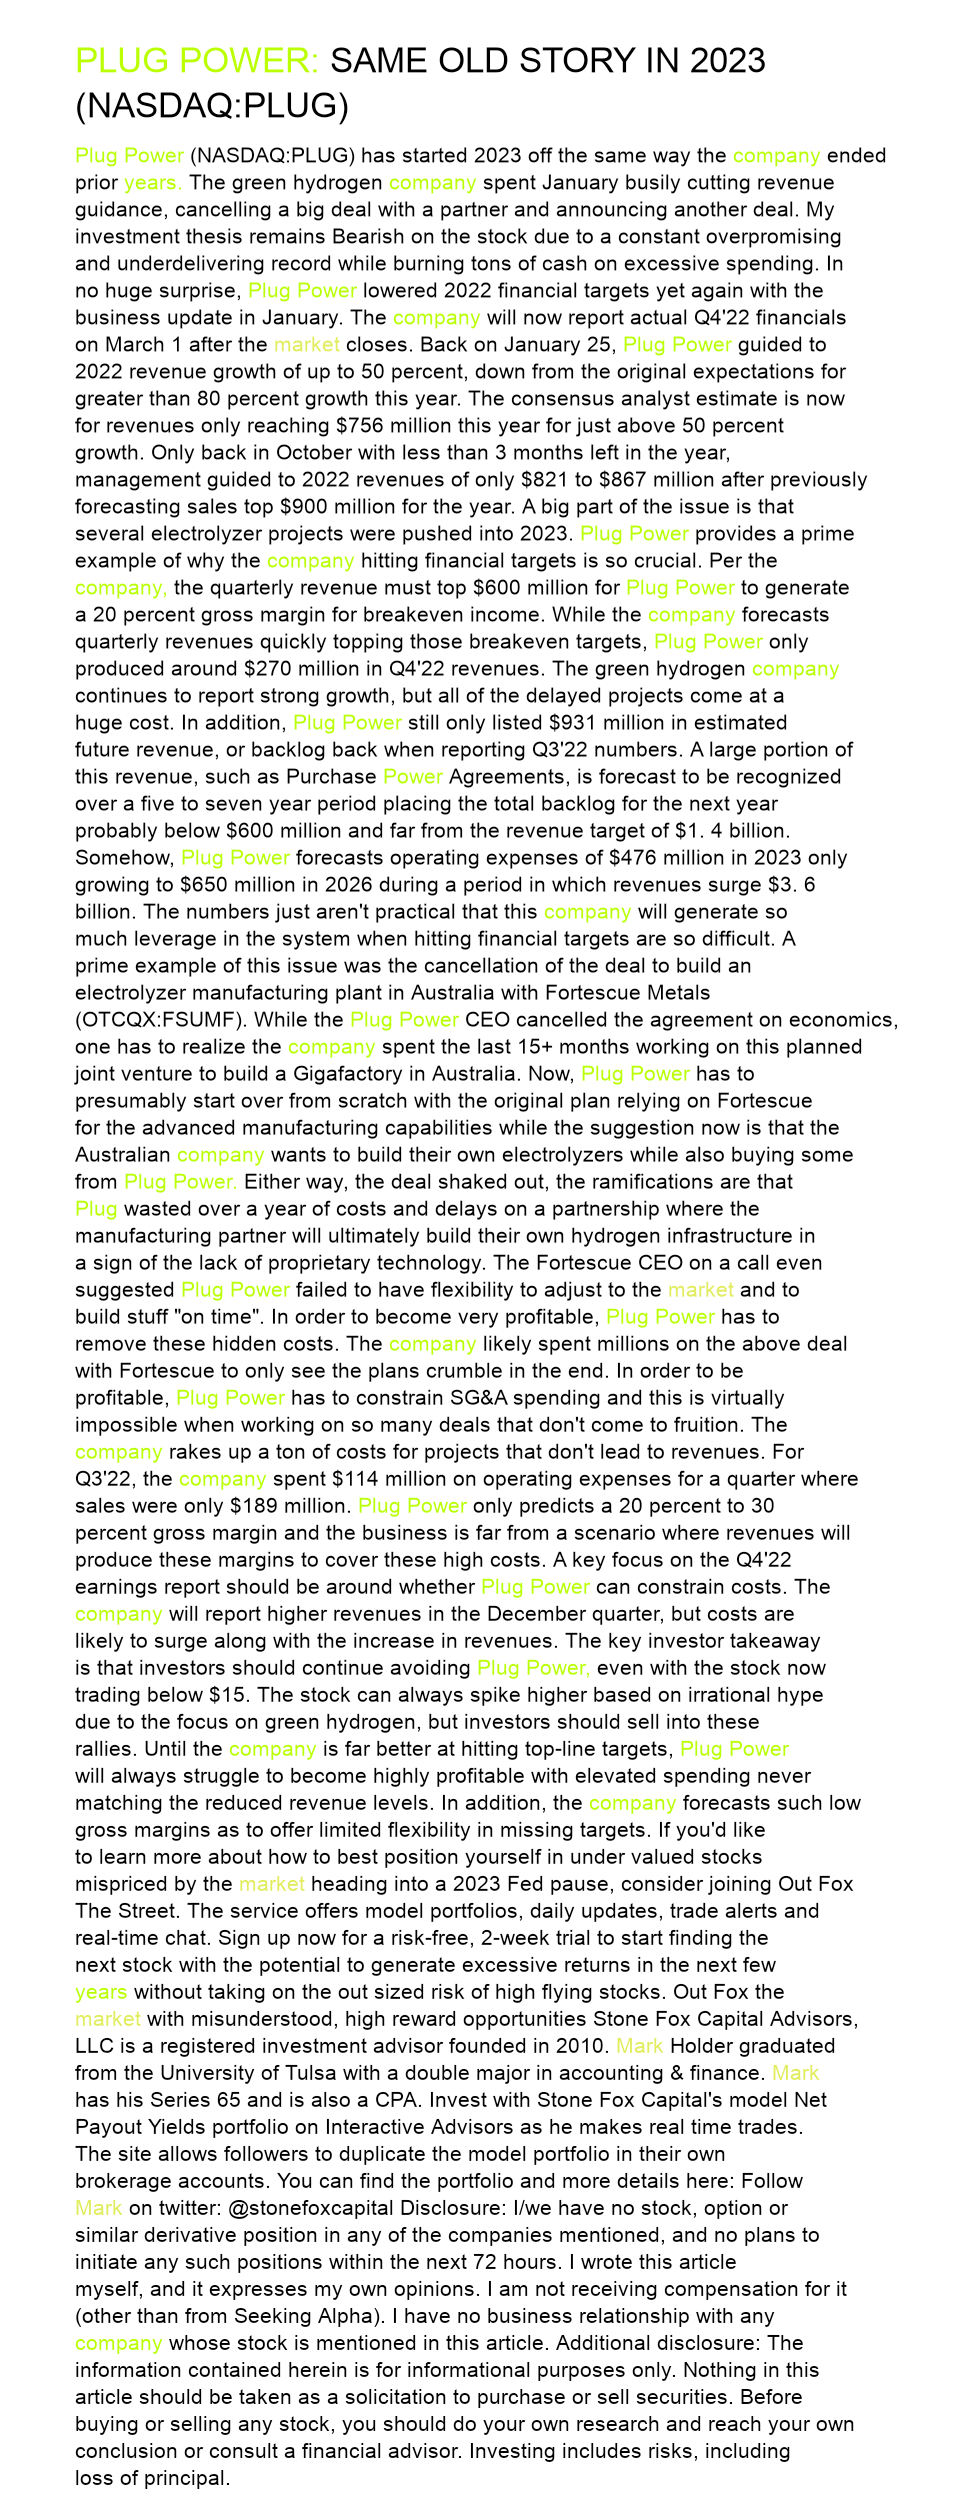 PLUG POWER: SAME OLD STORY IN 2023
(NASDAQ:PLUG)
Plug Power (NASDAQ:PLUG) has started 2023 off the same way the company ended
prior years. The green hydrogen company spent January busily cutting revenue
guidance, cancelling a big deal with a partner and announcing another deal. My
investment thesis remains Bearish on the stock due to a constant overpromising
and underdelivering record while burning tons of cash on excessive spending. In
no huge surprise, Plug Power lowered 2022 financial targets yet again with the
business update in January. The company will now report actual Q4'22 financials
on March 1 after the market closes. Back on January 25, Plug Power guided to
2022 revenue growth of up to 50 percent, down from the original expectations for
greater than 80 percent growth this year. The consensus analyst estimate is now
for revenues only reaching $756 million this year for just above 50 percent
growth. Only back in October with less than 3 months left in the year,
management guided to 2022 revenues of only $821 to $867 million after previously
forecasting sales top $900 million for the year. A big part of the issue is that
several electrolyzer projects were pushed into 2023. Plug Power provides a prime
example of why the company hitting financial targets is so crucial. Per the
company, the quarterly revenue must top $600 million for Plug Power to generate
a 20 percent gross margin for breakeven income. While the company forecasts
quarterly revenues quickly topping those breakeven targets, Plug Power only
produced around $270 million in Q4'22 revenues. The green hydrogen company
continues to report strong growth, but all of the delayed projects come at a
huge cost. In addition, Plug Power still only listed $931 million in estimated
future revenue, or backlog back when reporting Q3'22 numbers. A large portion of
this revenue, such as Purchase Power Agreements, is forecast to be recognized
over a five to seven year period placing the total backlog for the next year
probably below $600 million and far from the revenue target of $1. 4 billion.
Somehow, Plug Power forecasts operating expenses of $476 million in 2023 only
growing to $650 million in 2026 during a period in which revenues surge $3. 6
billion. The numbers just aren't practical that this company will generate so
much leverage in the system when hitting financial targets are so difficult. A
prime example of this issue was the cancellation of the deal to build an
electrolyzer manufacturing plant in Australia with Fortescue Metals
(OTCQX:FSUMF). While the Plug Power CEO cancelled the agreement on economics,
one has to realize the company spent the last 15+ months working on this planned
joint venture to build a Gigafactory in Australia. Now, Plug Power has to
presumably start over from scratch with the original plan relying on Fortescue
for the advanced manufacturing capabilities while the suggestion now is that the
Australian company wants to build their own electrolyzers while also buying some
from Plug Power. Either way, the deal shaked out, the ramifications are that
Plug wasted over a year of costs and delays on a partnership where the
manufacturing partner will ultimately build their own hydrogen infrastructure in
a sign of the lack of proprietary technology. The Fortescue CEO on a call even
suggested Plug Power failed to have flexibility to adjust to the market and to
build stuff "on time". In order to become very profitable, Plug Power has to
remove these hidden costs. The company likely spent millions on the above deal
with Fortescue to only see the plans crumble in the end. In order to be
profitable, Plug Power has to constrain SG&A spending and this is virtually
impossible when working on so many deals that don't come to fruition. The
company rakes up a ton of costs for projects that don't lead to revenues. For
Q3'22, the company spent $114 million on operating expenses for a quarter where
sales were only $189 million. Plug Power only predicts a 20 percent to 30
percent gross margin and the business is far from a scenario where revenues will
produce these margins to cover these high costs. A key focus on the Q4'22
earnings report should be around whether Plug Power can constrain costs. The
company will report higher revenues in the December quarter, but costs are
likely to surge along with the increase in revenues. The key investor takeaway
is that investors should continue avoiding Plug Power, even with the stock now
trading below $15. The stock can always spike higher based on irrational hype
due to the focus on green hydrogen, but investors should sell into these
rallies. Until the company is far better at hitting top-line targets, Plug Power
will always struggle to become highly profitable with elevated spending never
matching the reduced revenue levels. In addition, the company forecasts such low
gross margins as to offer limited flexibility in missing targets. If you'd like
to learn more about how to best position yourself in under valued stocks
mispriced by the market heading into a 2023 Fed pause, consider joining Out Fox
The Street. The service offers model portfolios, daily updates, trade alerts and
real-time chat. Sign up now for a risk-free, 2-week trial to start finding the
next stock with the potential to generate excessive returns in the next few
years without taking on the out sized risk of high flying stocks. Out Fox the
market with misunderstood, high reward opportunities Stone Fox Capital Advisors,
LLC is a registered investment advisor founded in 2010. Mark Holder graduated
from the University of Tulsa with a double major in accounting & finance. Mark
has his Series 65 and is also a CPA. Invest with Stone Fox Capital's model Net
Payout Yields portfolio on Interactive Advisors as he makes real time trades.
The site allows followers to duplicate the model portfolio in their own
brokerage accounts. You can find the portfolio and more details here: Follow
Mark on twitter: @stonefoxcapital Disclosure: I/we have no stock, option or
similar derivative position in any of the companies mentioned, and no plans to
initiate any such positions within the next 72 hours. I wrote this article
myself, and it expresses my own opinions. I am not receiving compensation for it
(other than from Seeking Alpha). I have no business relationship with any
company whose stock is mentioned in this article. Additional disclosure: The
information contained herein is for informational purposes only. Nothing in this
article should be taken as a solicitation to purchase or sell securities. Before
buying or selling any stock, you should do your own research and reach your own
conclusion or consult a financial advisor. Investing includes risks, including
loss of principal.